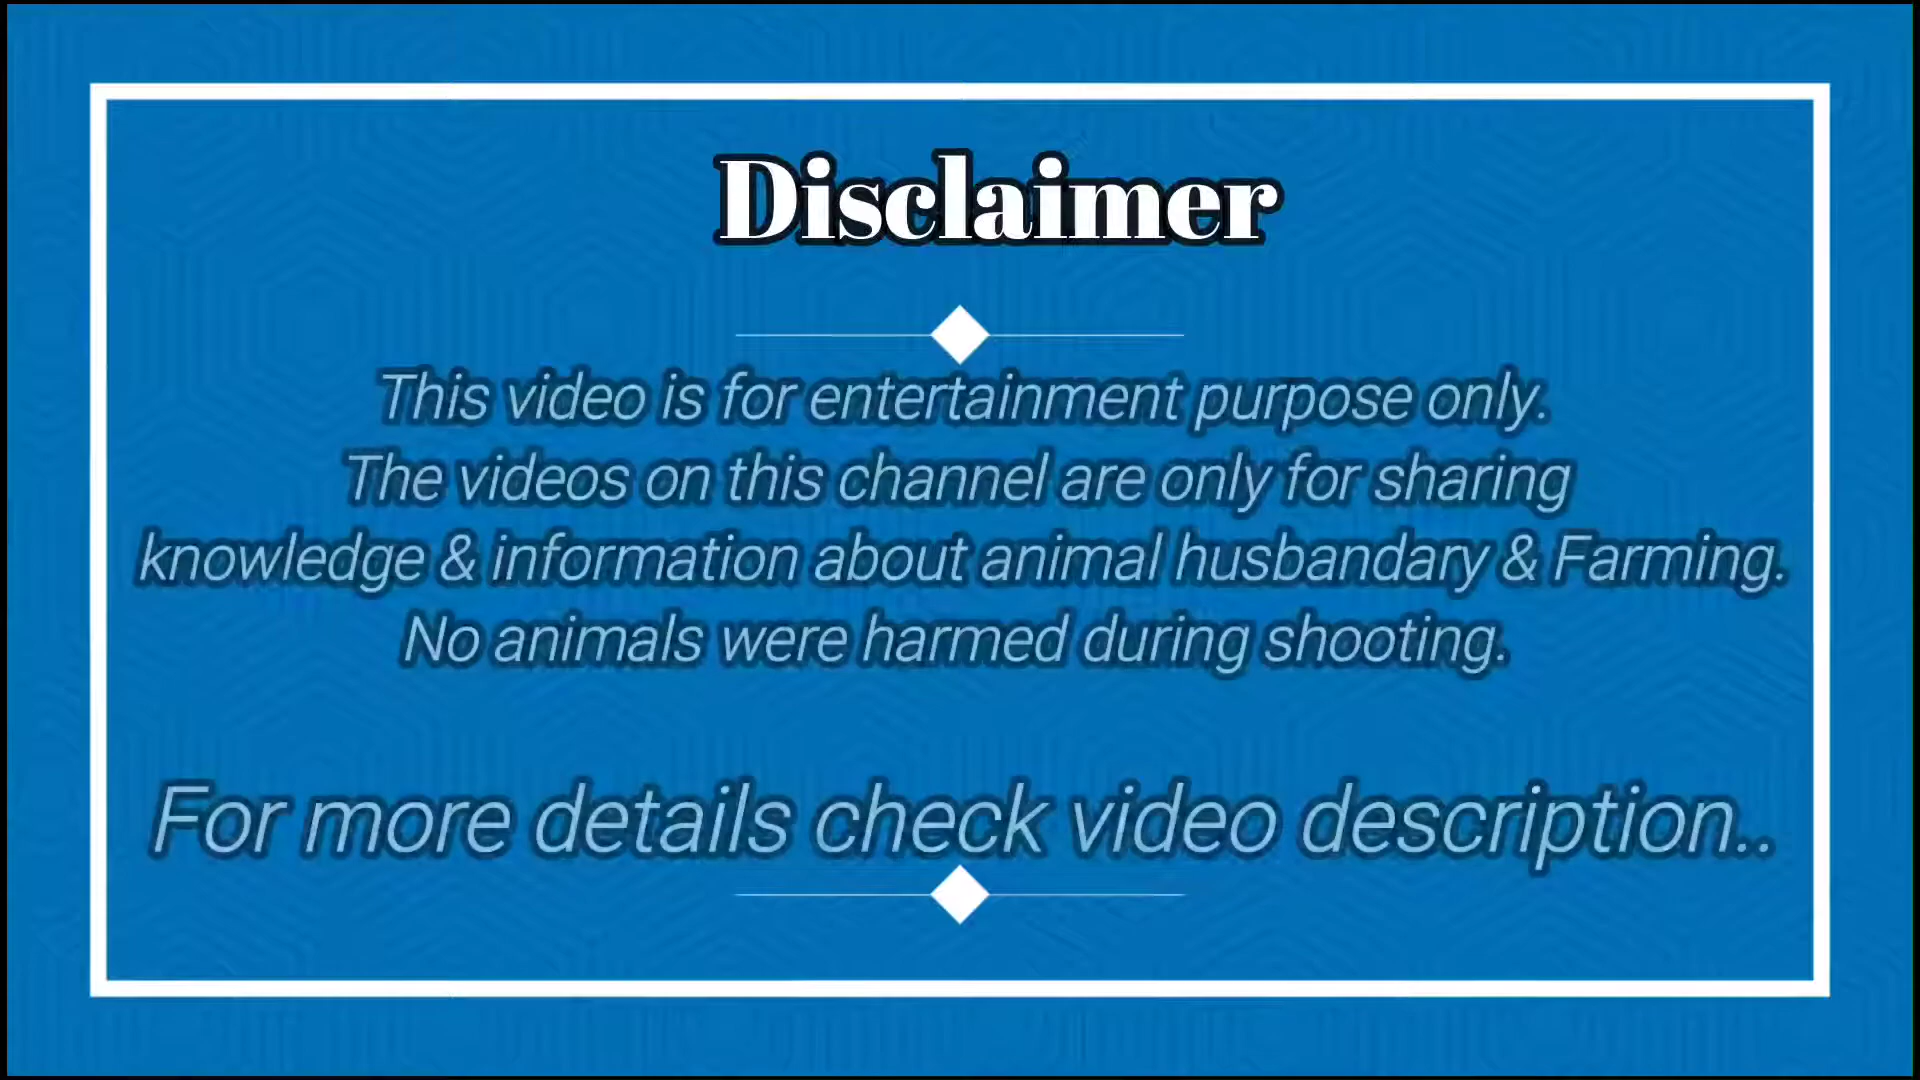 Disclaimer
This video is for entertainment purpose only.
The videos on this channel are only for sharing
knowledge & information about animal husbandary & Farming.
No animals were harmed during shooting.
For more details check video description..